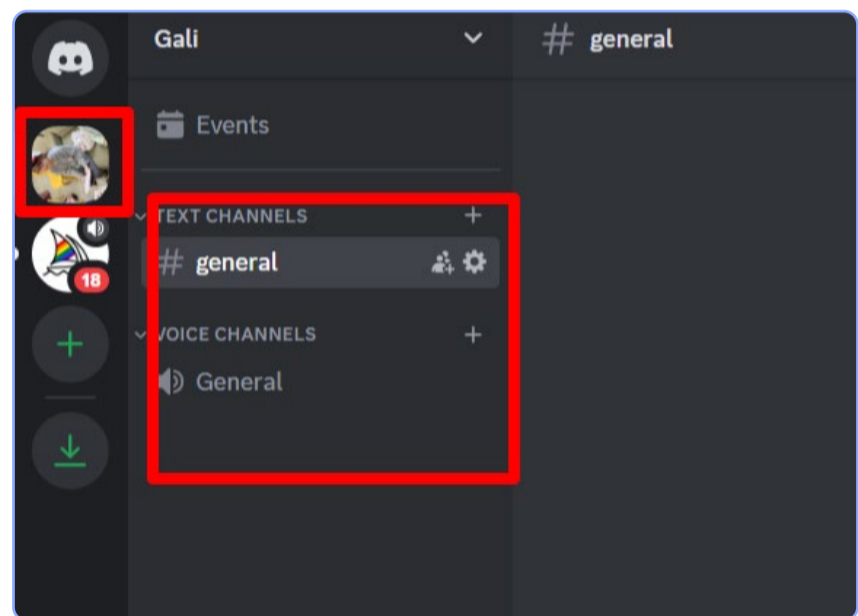 Gali
# general
Events
TEXT CHANNELS
# general
18
VOICE CHANNELS
General